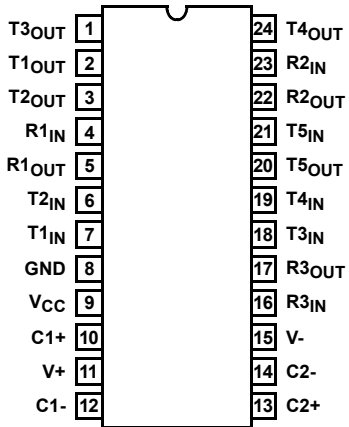 T3OUT 1 24 T4OUT
T1OUT 2 23 R2IN
T2OUT 3 22 R2OUT
R1IN 4 21 T5IN
R1OUT 5 20 T5OUT
T2IN 6 19 T4IN
T1IN 7 18 T3IN
GND 8 17 R3OUT
VCC 9 16 R3IN
C1+ 10 15 V-
V+ 11 14 C2-
C1- 12 13 C2+